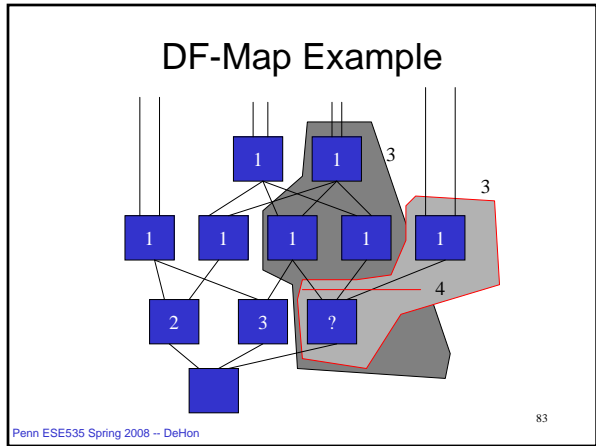 DF-Map Example
1 1 3
3
1 1 1 1 1
4
2 3 ?
83
Penn ESE535 Spring 2008 -- DeHon